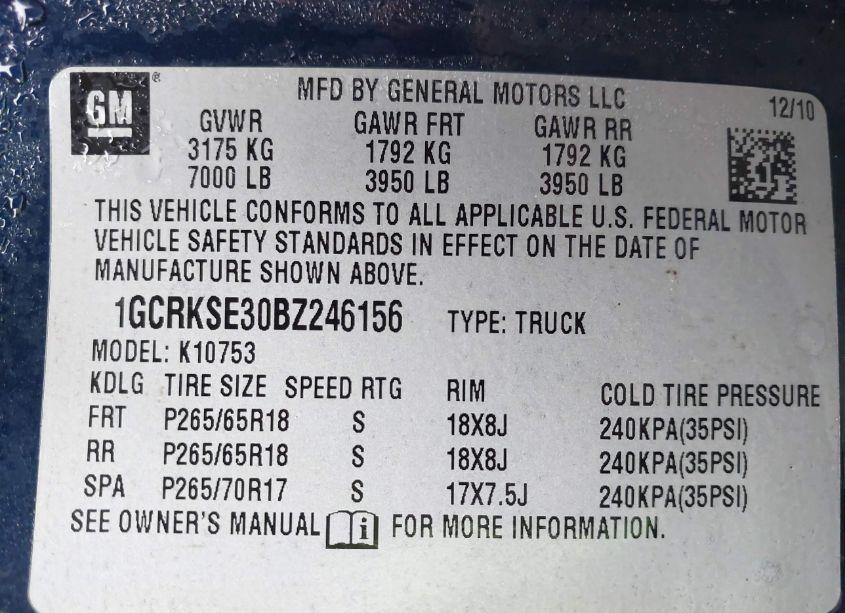 GM
MFD BY GENERAL MOTORS LLC 12/10
GVWR GAWR FRT GAWR RR
3175 KG 1792 KG 1792 KG
7000 LB 3950 LB 3950 LB
THIS VEHICLE CONFORMS TO ALL APPLICABLE U.S. FEDERAL MOTOR
VEHICLE SAFETY STANDARDS IN EFFECT ON THE DATE OF
MANUFACTURE SHOWN ABOVE.
1GCRKSE30BZ246156 TYPE: TRUCK
MODEL: K10753
KDLG TIRE SIZE SPEED RTG RIM COLD TIRE PRESSURE
FRT P265/65R18 S 18X8J 240KPA(35PSI)
RR P265/65R18 S 18X8J 240KPA(35PSI)
SPA P265/70R17 S 17X7.5J 240KPA(35PSI)
SEE OWNER'S MANUAL i FOR MORE INFORMATION.